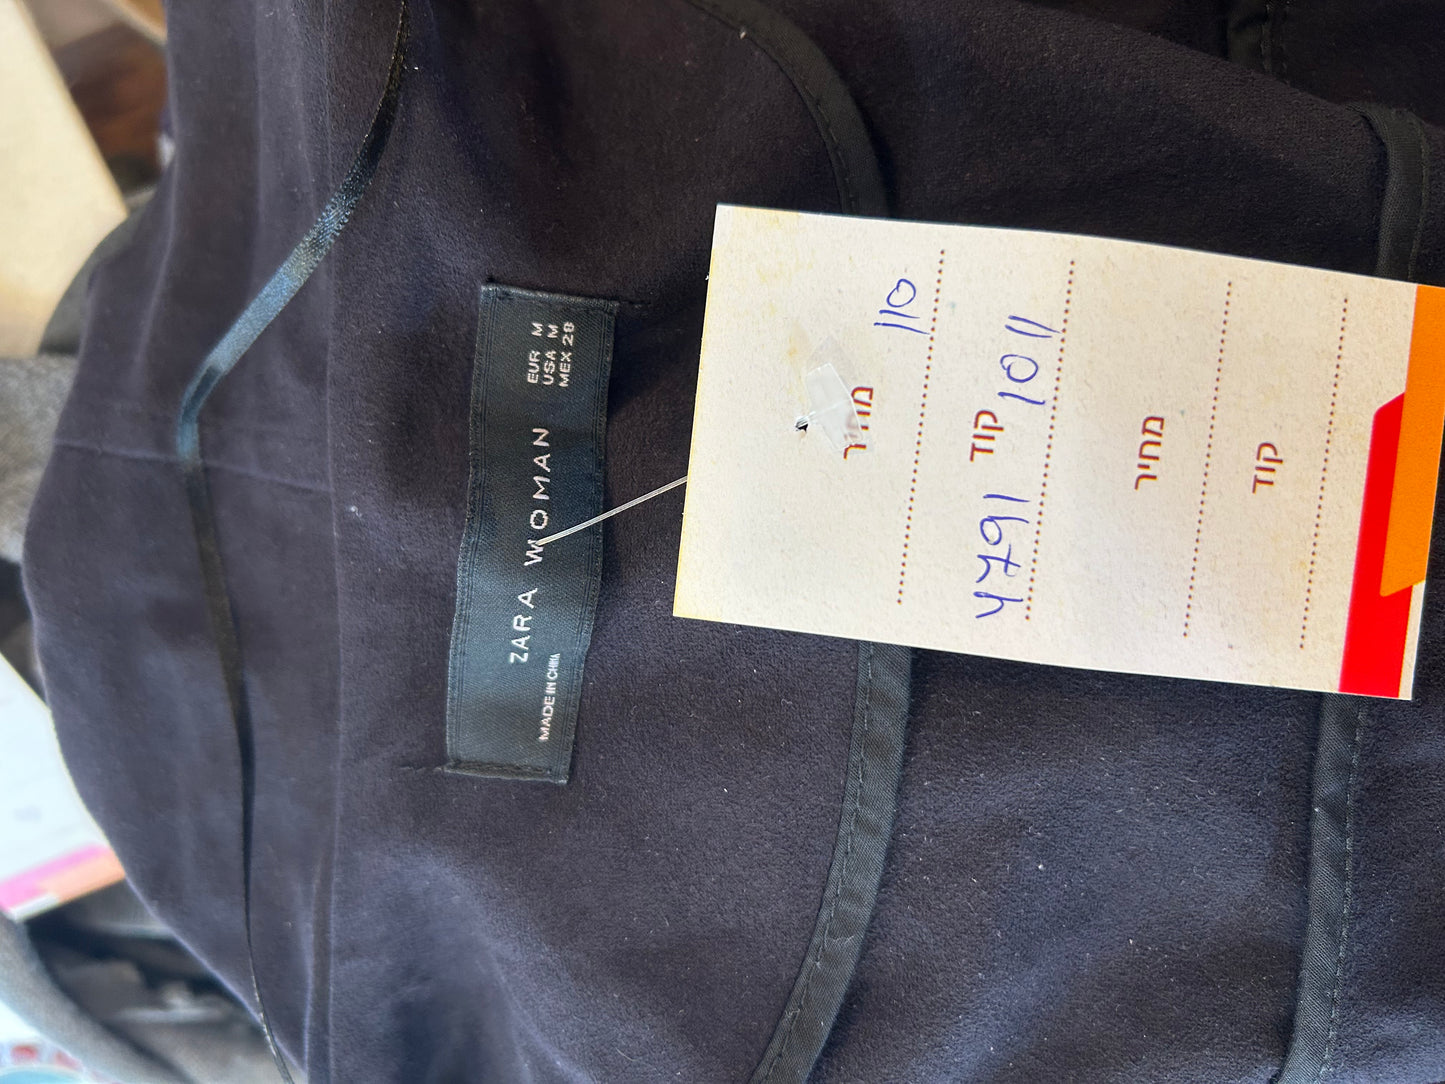 ZARA WOMAN
EUR M
USA M
MEX 28
MADE IN CHINA
מחיר 110
קוד 1011
4791
מחיר
קוד